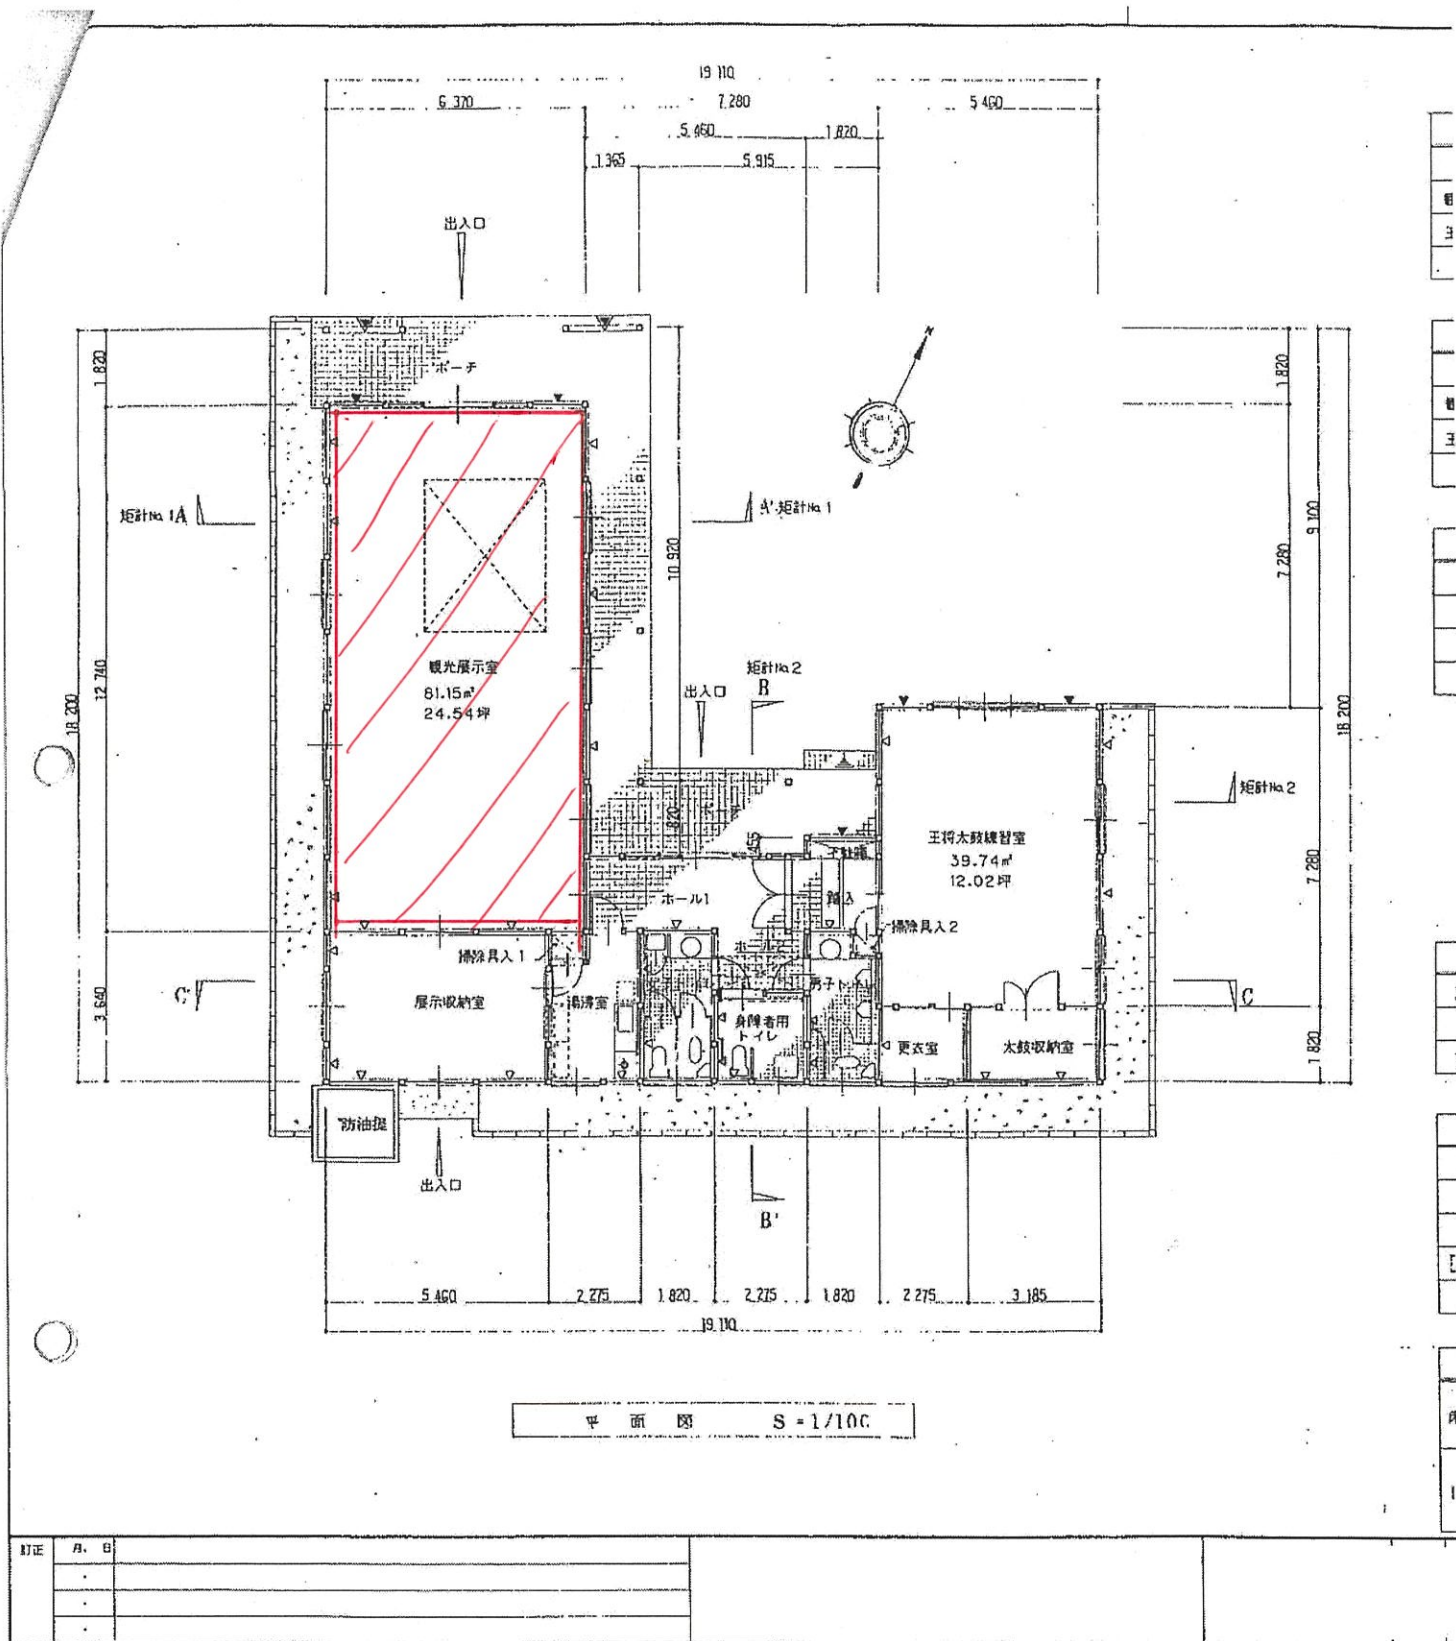 19 110
6 370
7 280
5 460
5 460
1 820
1 365
5 915
出入口
ポーチ
1 820
12 740
18 200
3 640
矩計No 1 A
A' 矩計No 1
10 920
観光展示室
81.15㎡
24.54坪
出入口
矩計No 2
B
N
1 820
7 280
9 100
18 200
7 280
1 820
矩計No 2
王将太鼓練習室
39.74㎡
12.02坪
820
455
ホール1
踏込
掃除具入1
掃除具入2
C'
C
展示収納室
湯沸室
男子トイレ
身障者用
トイレ
更衣室
太鼓収納室
防油堤
出入口
B'
5 460
2 275
1 820
2 275
1 820
2 275
3 185
19 110
平 面 図 S = 1/100
訂正
月. 日